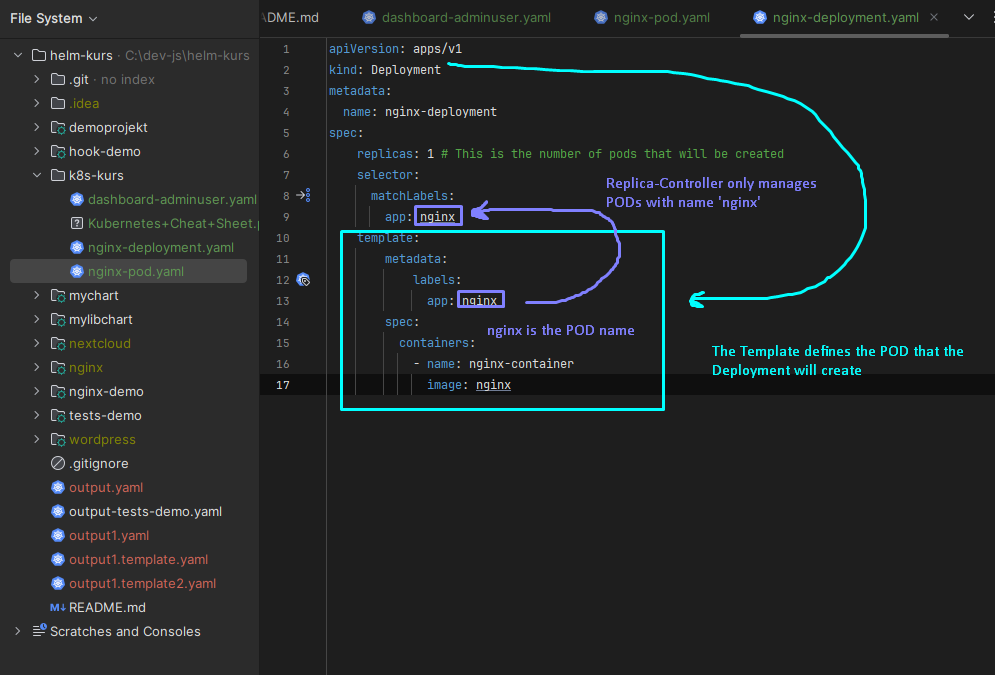 File System
DME.md
dashboard-adminuser.yaml
nginx-pod.yaml
nginx-deployment.yaml
helm-kurs · C:\dev-js\helm-kurs
.git · no index
.idea
demoprojekt
hook-demo
k8s-kurs
dashboard-adminuser.yaml
Kubernetes+Cheat+Sheet.p
nginx-deployment.yaml
nginx-pod.yaml
mychart
mylibchart
nextcloud
nginx
nginx-demo
tests-demo
wordpress
.gitignore
output.yaml
output-tests-demo.yaml
output1.yaml
output1.template.yaml
output1.template2.yaml
M↓ README.md
Scratches and Consoles
1 apiVersion: apps/v1
2 kind: Deployment
3 metadata:
4 name: nginx-deployment
5 spec:
6 replicas: 1 # This is the number of pods that will be created
7 selector:
8 matchLabels:
9 app: nginx
10 template:
11 metadata:
12 labels:
13 app: nginx
14 spec:
15 containers:
16 - name: nginx-container
17 image: nginx
Replica-Controller only manages
PODs with name 'nginx'
nginx is the POD name
The Template defines the POD that the
Deployment will create